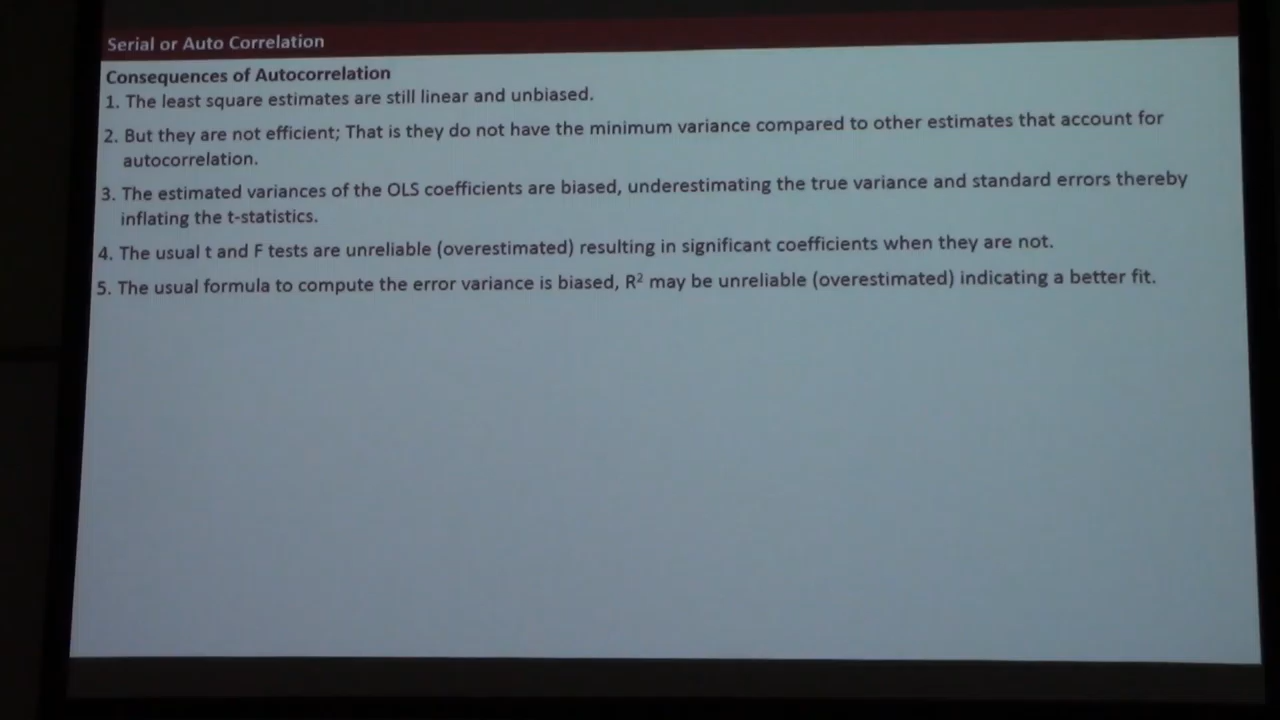 Serial or Auto Correlation
Consequences of Autocorrelation
1. The least square estimates are still linear and unbiased.
2. But they are not efficient; That is they do not have the minimum variance compared to other estimates that account for
autocorrelation.
3. The estimated variances of the OLS coefficients are biased, underestimating the true variance and standard errors thereby
inflating the t-statistics.
4. The usual t and F tests are unreliable (overestimated) resulting in significant coefficients when they are not.
5. The usual formula to compute the error variance is biased, R² may be unreliable (overestimated) indicating a better fit.